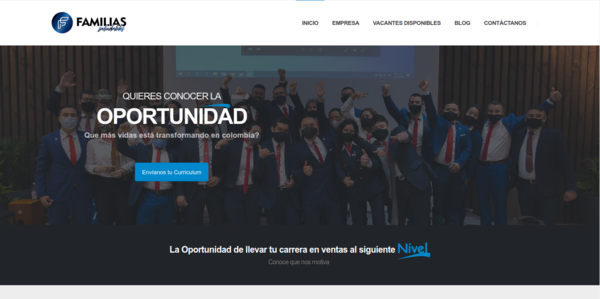 FAMILIAS
INICIO EMPRESA VACANTES DISPONIBLES BLOG CONTÁCTANOS
QUIERES CONOCER LA
OPORTUNIDAD
Que más vidas está transformando en colombia?
Envíanos tu Curriculum
La Oportunidad de llevar tu carrera en ventas al siguiente Nivel
Conoce que nos motiva